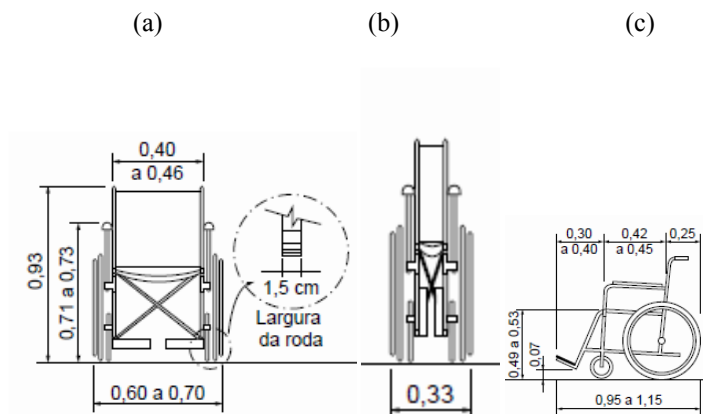 (a)
(b)
(c)
0,40
a 0,46
0,93
0,71 a 0,73
1,5 cm
Largura
da roda
0,60 a 0,70
0,33
0,30
a 0,40
0,42
a 0,45
0,25
0,49 a 0,53
0,07
0,95 a 1,15